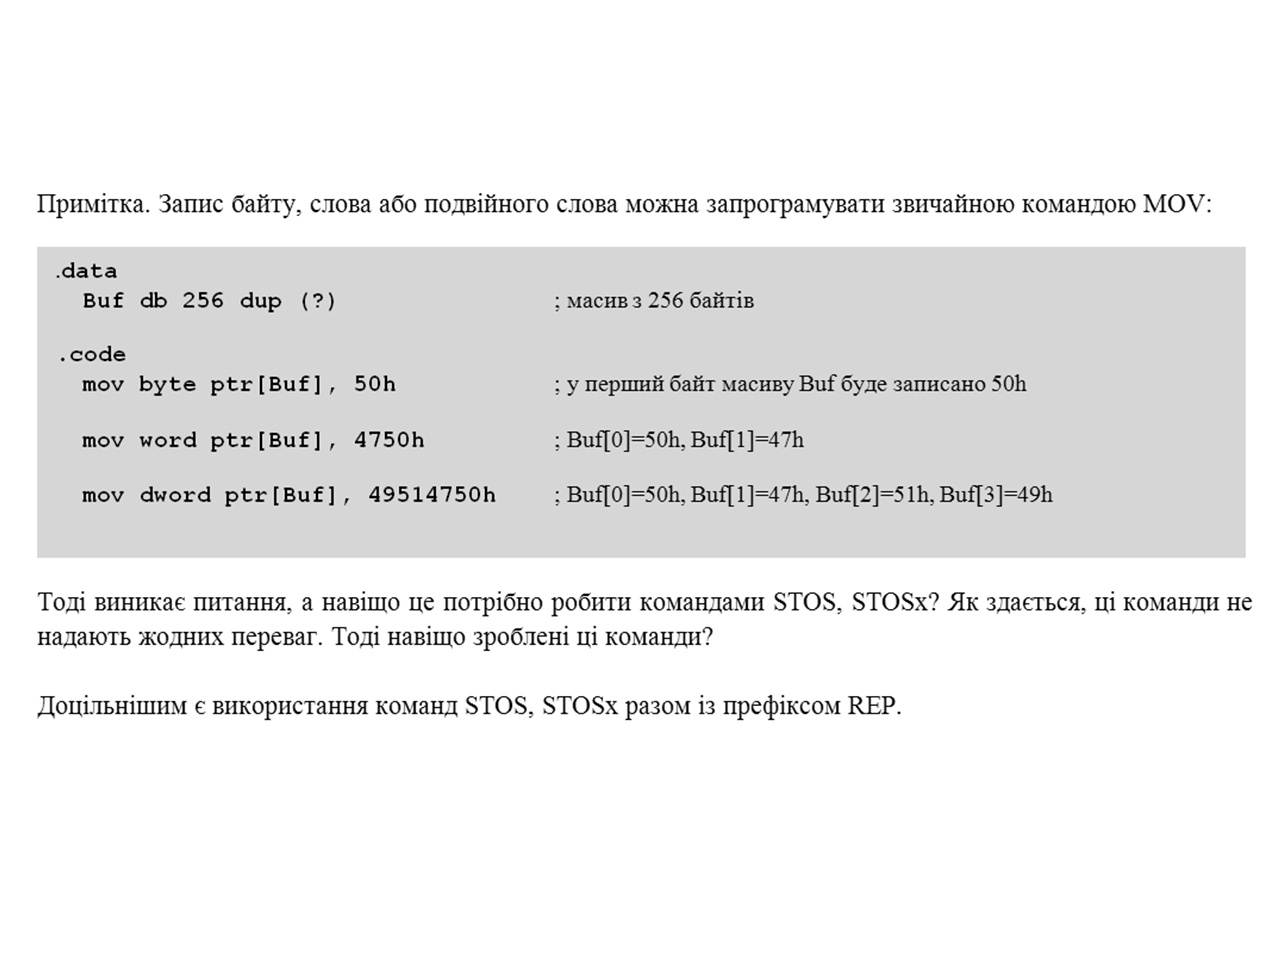 Примітка. Запис байту, слова або подвійного слова можна запрограмувати звичайною командою MOV:
.data
Buf db 256 dup (?) ; масив з 256 байтів
.code
mov byte ptr[Buf], 50h ; у перший байт масиву Buf буде записано 50h
mov word ptr[Buf], 4750h ; Buf[0]=50h, Buf[1]=47h
mov dword ptr[Buf], 49514750h ; Buf[0]=50h, Buf[1]=47h, Buf[2]=51h, Buf[3]=49h
Тоді виникає питання, а навіщо це потрібно робити командами STOS, STOSx? Як здається, ці команди не
надають жодних переваг. Тоді навіщо зроблені ці команди?
Доцільнішим є використання команд STOS, STOSx разом із префіксом REP.